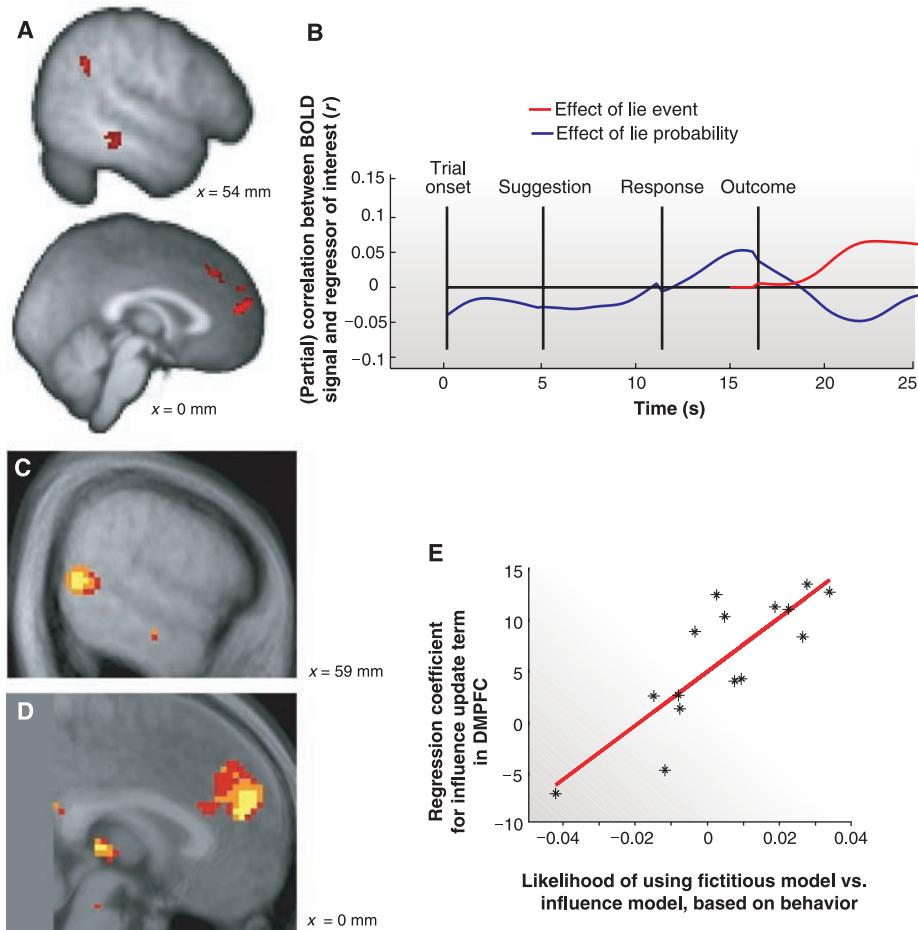 A
x = 54 mm
x = 0 mm
B
Effect of lie event
Effect of lie probability
(Partial) correlation between BOLD
signal and regressor of interest (r)
Trial
onset
Suggestion
Response
Outcome
0.15
0.1
0.05
0
−0.05
−0.1
0
5
10
15
20
25
Time (s)
C
x = 59 mm
D
x = 0 mm
E
Regression coefficient
for influence update term
in DMPFC
15
10
5
0
−5
−10
−0.04
−0.02
0
0.02
0.04
Likelihood of using fictitious model vs.
influence model, based on behavior